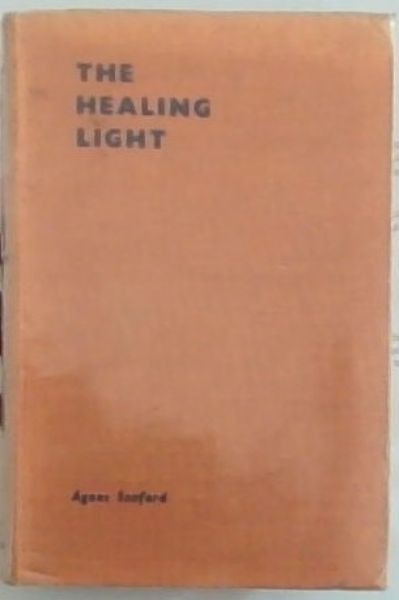 THE
HEALING
LIGHT
Agnes Sanford